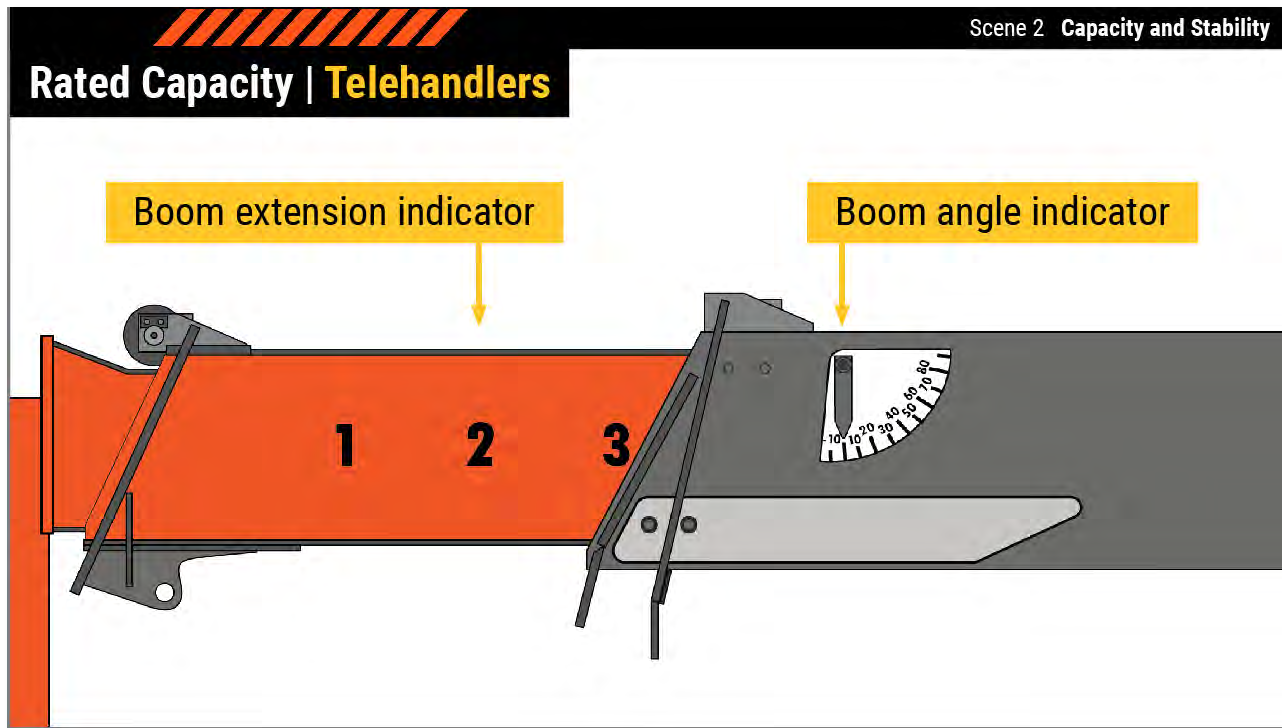 Scene 2 Capacity and Stability
Rated Capacity | Telehandlers
Boom extension indicator
Boom angle indicator
1 2 3
-10 10 20 30 40 50 60 70 80